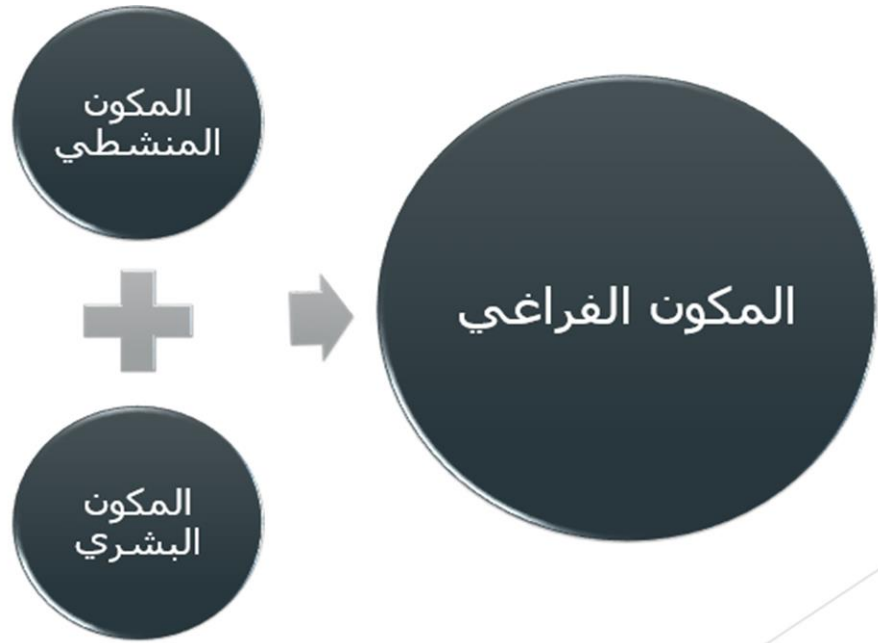 المكون
المنشطي
المكون الفراغي
المكون
البشري